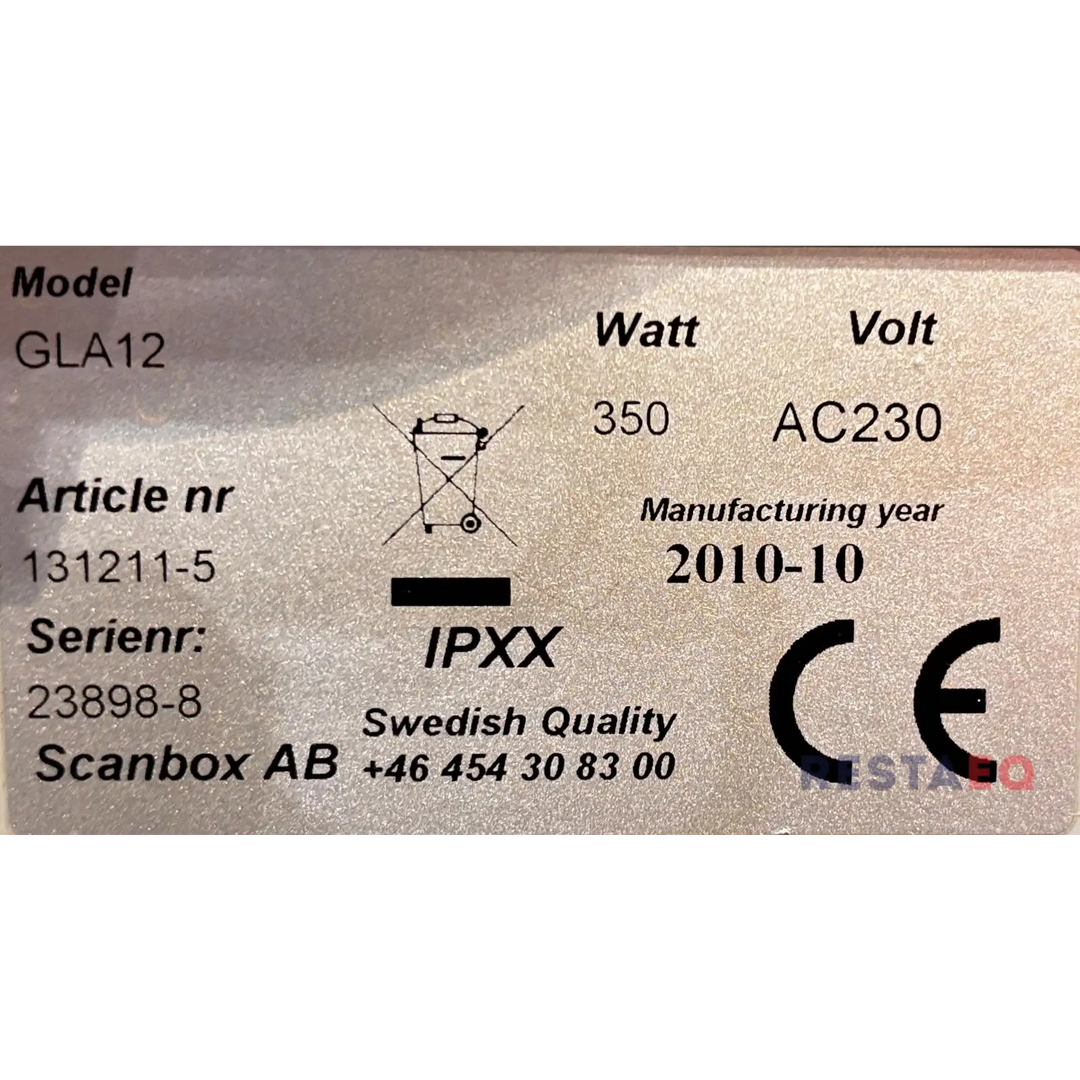 Model
GLA12
Watt Volt
350 AC230
Article nr
131211-5
Manufacturing year
2010-10
Serienr:
23898-8
IPXX
Swedish Quality
Scanbox AB +46 454 30 83 00
CE
RESTAEQ